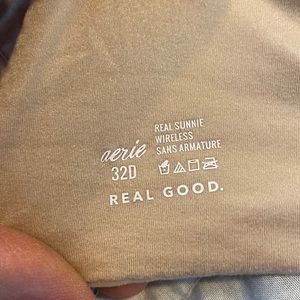 aerie
32D
REAL SUNNIE
WIRELESS
SANS ARMATURE
REAL GOOD.